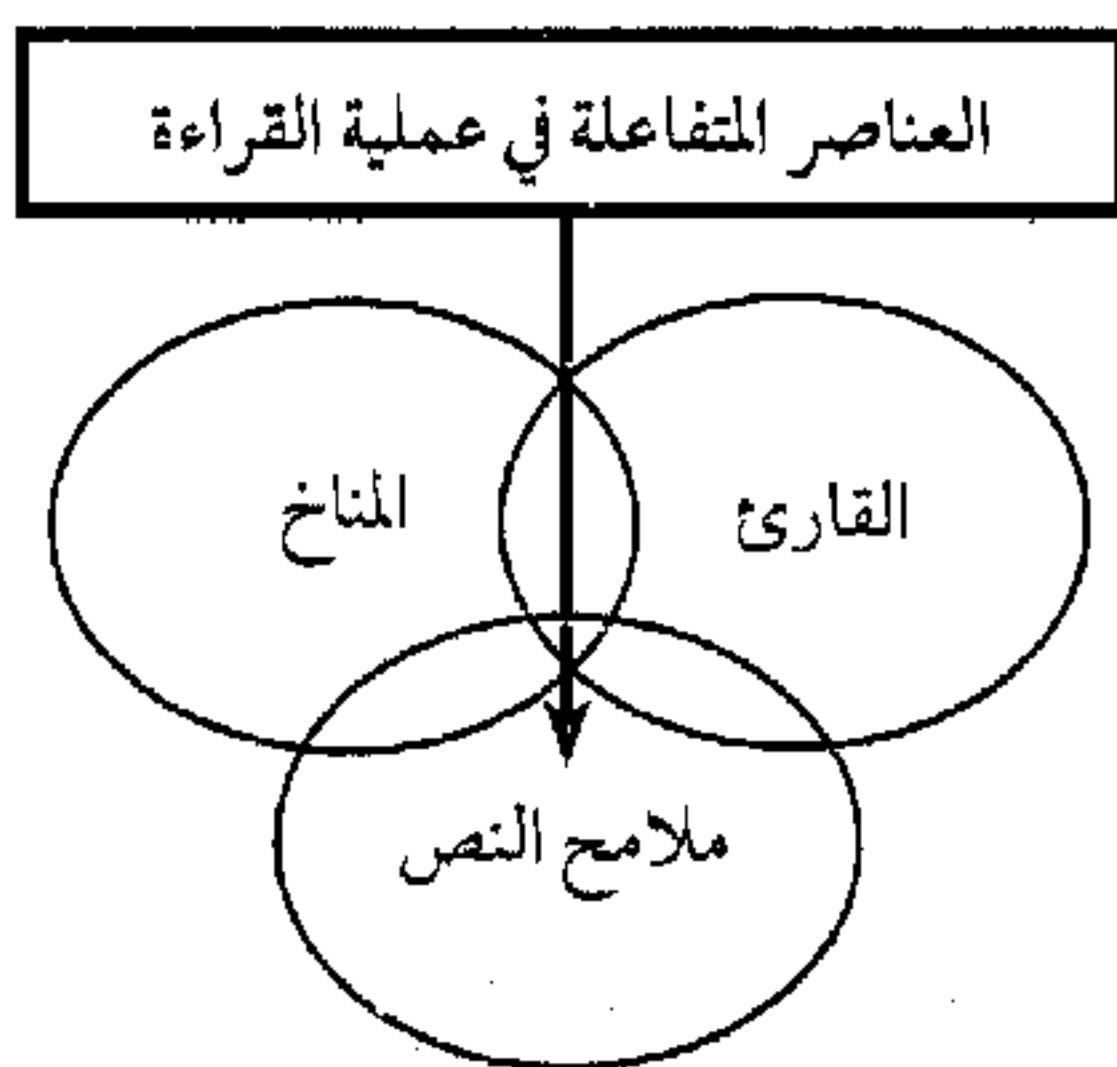 العناصر المتفاعلة في عملية القراءة
القارئ
المناخ
ملامح النص